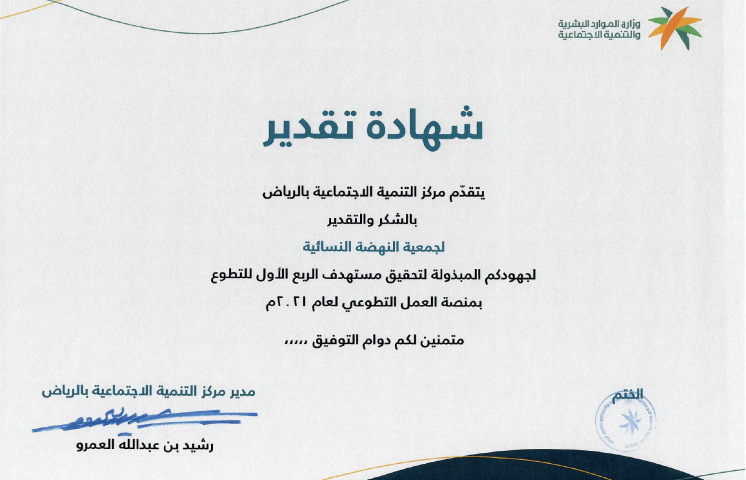 وزارة الموارد البشرية
والتنمية الاجتماعية
شهادة تقدير
يتقدّم مركز التنمية الاجتماعية بالرياض
بالشكر والتقدير
لجمعية النهضة النسائية
لجهودكم المبذولة لتحقيق مستهدف الربع الأول للتطوع
بمنصة العمل التطوعي لعام ٢٠٢١م
متمنين لكم دوام التوفيق ،،،،،
الختم
مدير مركز التنمية الاجتماعية بالرياض
رشيد بن عبدالله العمرو